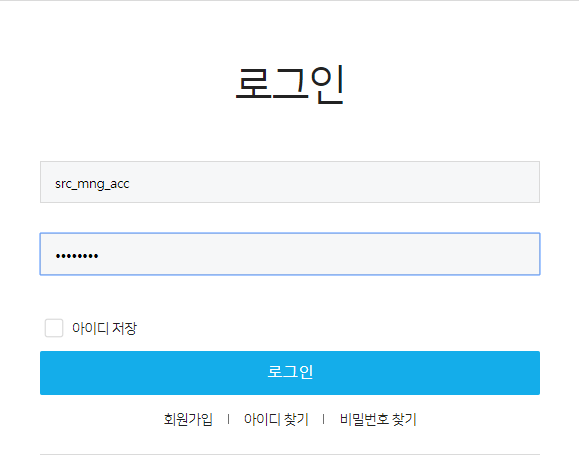 로그인
src_mng_acc
••••••••
아이디 저장
로그인
회원가입 | 아이디 찾기 | 비밀번호 찾기